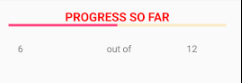 PROGRESS SO FAR
6 out of 12